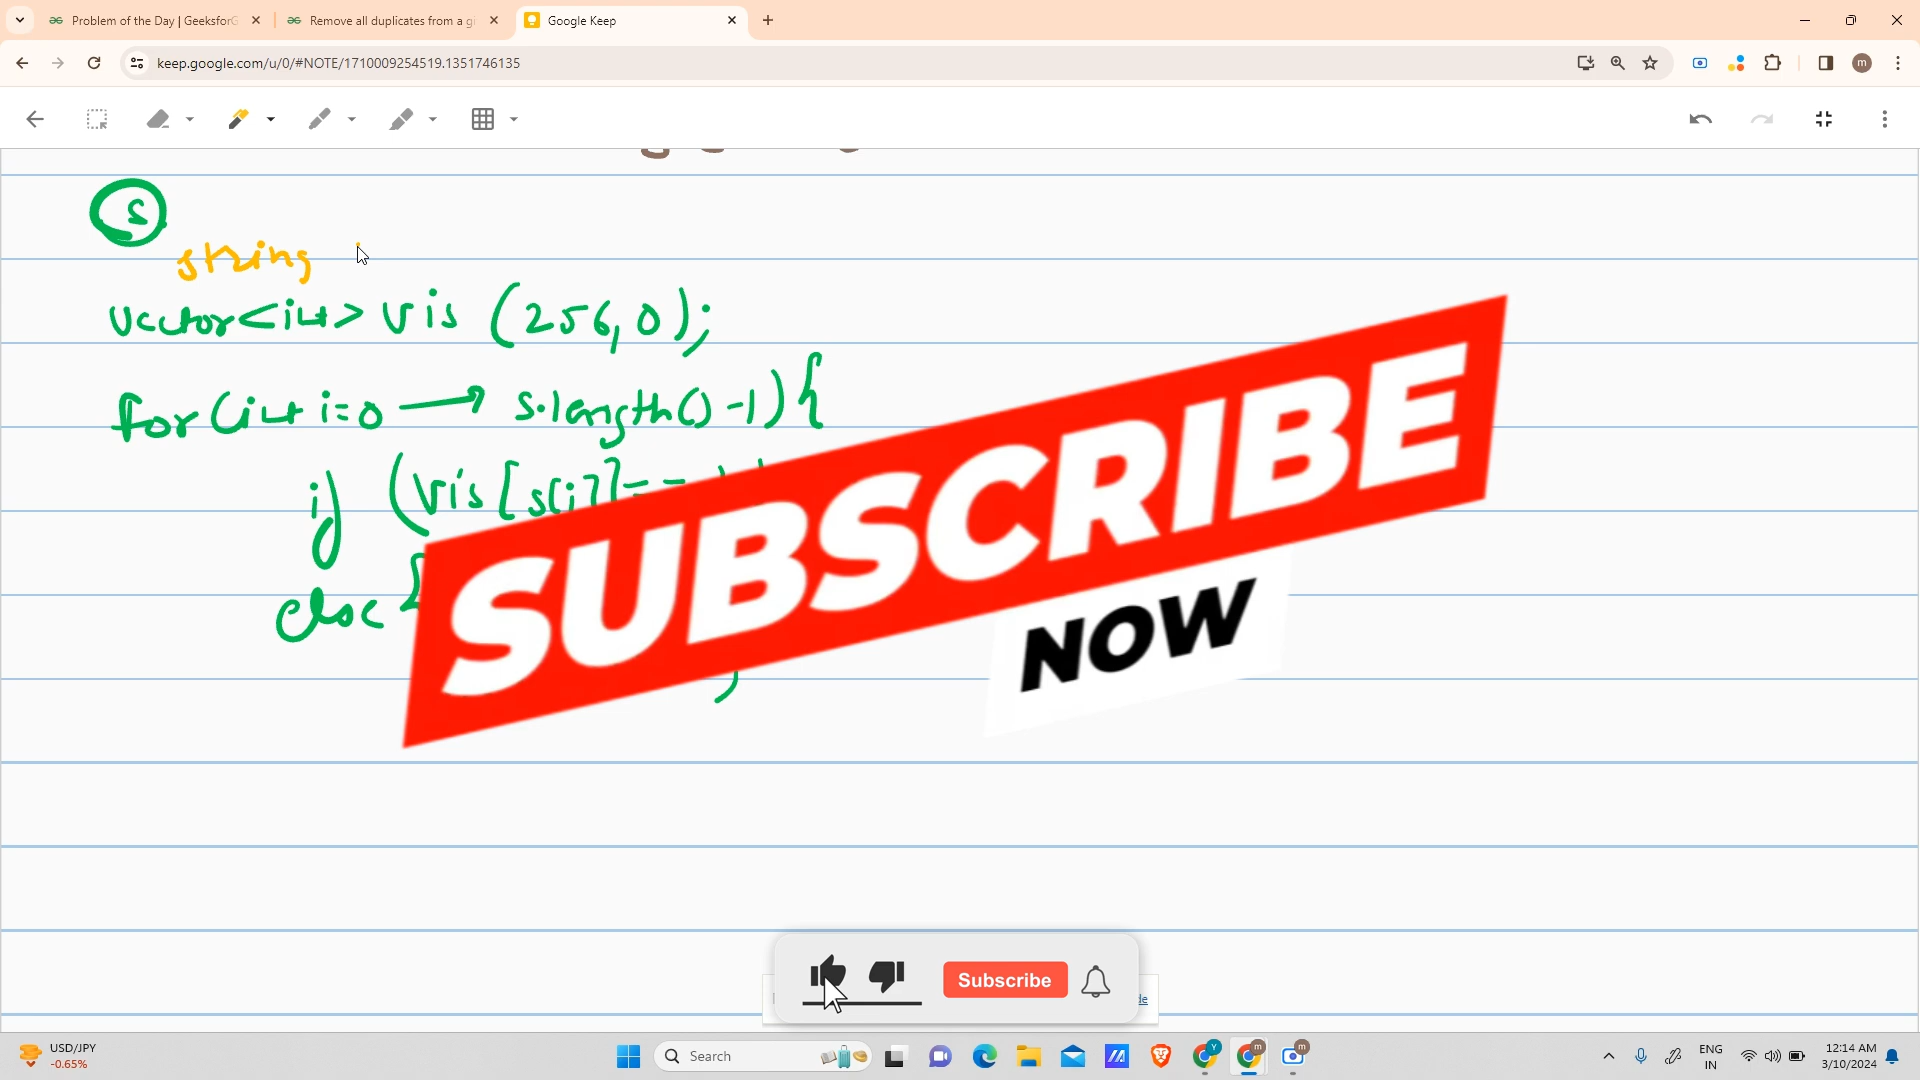 Problem of the Day | GeeksforG
Remove all duplicates from a gi
Google Keep
keep.google.com/u/0/#NOTE/1710009254519.1351746135
m
s
string
vector<int> vis (256,0);
for(int i=0 → s.length()-1){
if (vis[s[i]]==
else {
SUBSCRIBE
NOW
Subscribe
de
USD/JPY
-0.65%
Search
ENG
IN
12:14 AM
3/10/2024